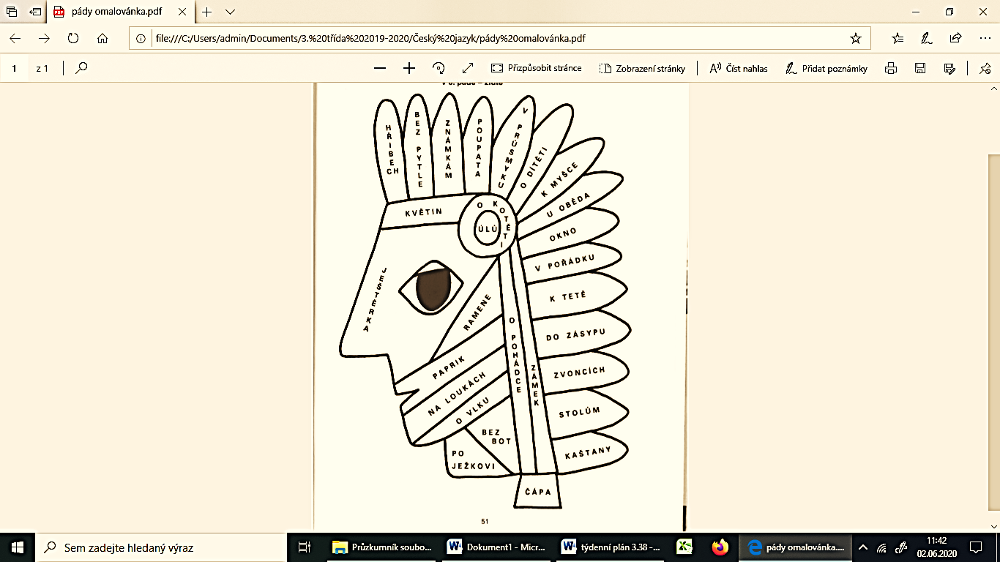 pády omalovánka.pdf
file:///C:/Users/admin/Documents/3.%20třída%202019-2020/Český%20jazyk/pády%20omalovánka.pdf
1 z 1
Přizpůsobit stránce
Zobrazení stránky
Číst nahlas
Přidat poznámky
V 6. pádě – žlutě
HŘIBECH
BEZ PYTLE
ZNÁMKÁM
POUPATA
V PRŮSMYKU
O DÍTĚTI
K MYŠCE
U OBĚDA
OKNO
V POŘÁDKU
K TETĚ
DO ZÁSYPU
ZVONCÍCH
STOLŮM
KAŠTANY
KVĚTIN
O KOTĚTI
ÚLŮ
JEŠTĚRKA
RAMENE
PAPRIK
NA LOUKÁCH
O VLKU
O POHÁDCE
ZÁMEK
BEZ
BOT
PO
JEŽKOVI
ČÁPA
51
Sem zadejte hledaný výraz
Průzkumník soubo...
Dokument1 - Micr...
týdenní plán 3.38 -...
pády omalovánka....
11:42
02.06.2020